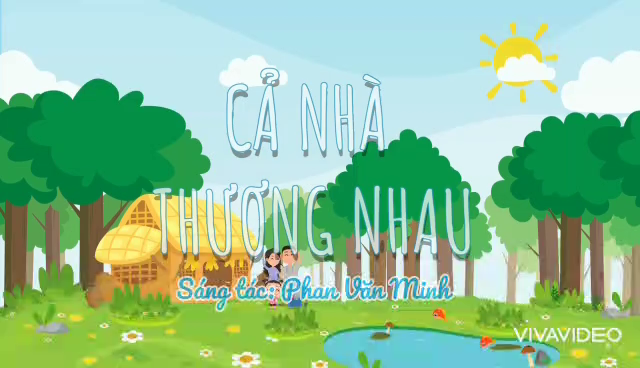 CẢ NHÀ
THƯƠNG NHAU
Sáng tác: Phan Văn Minh
VIVAVIDEO